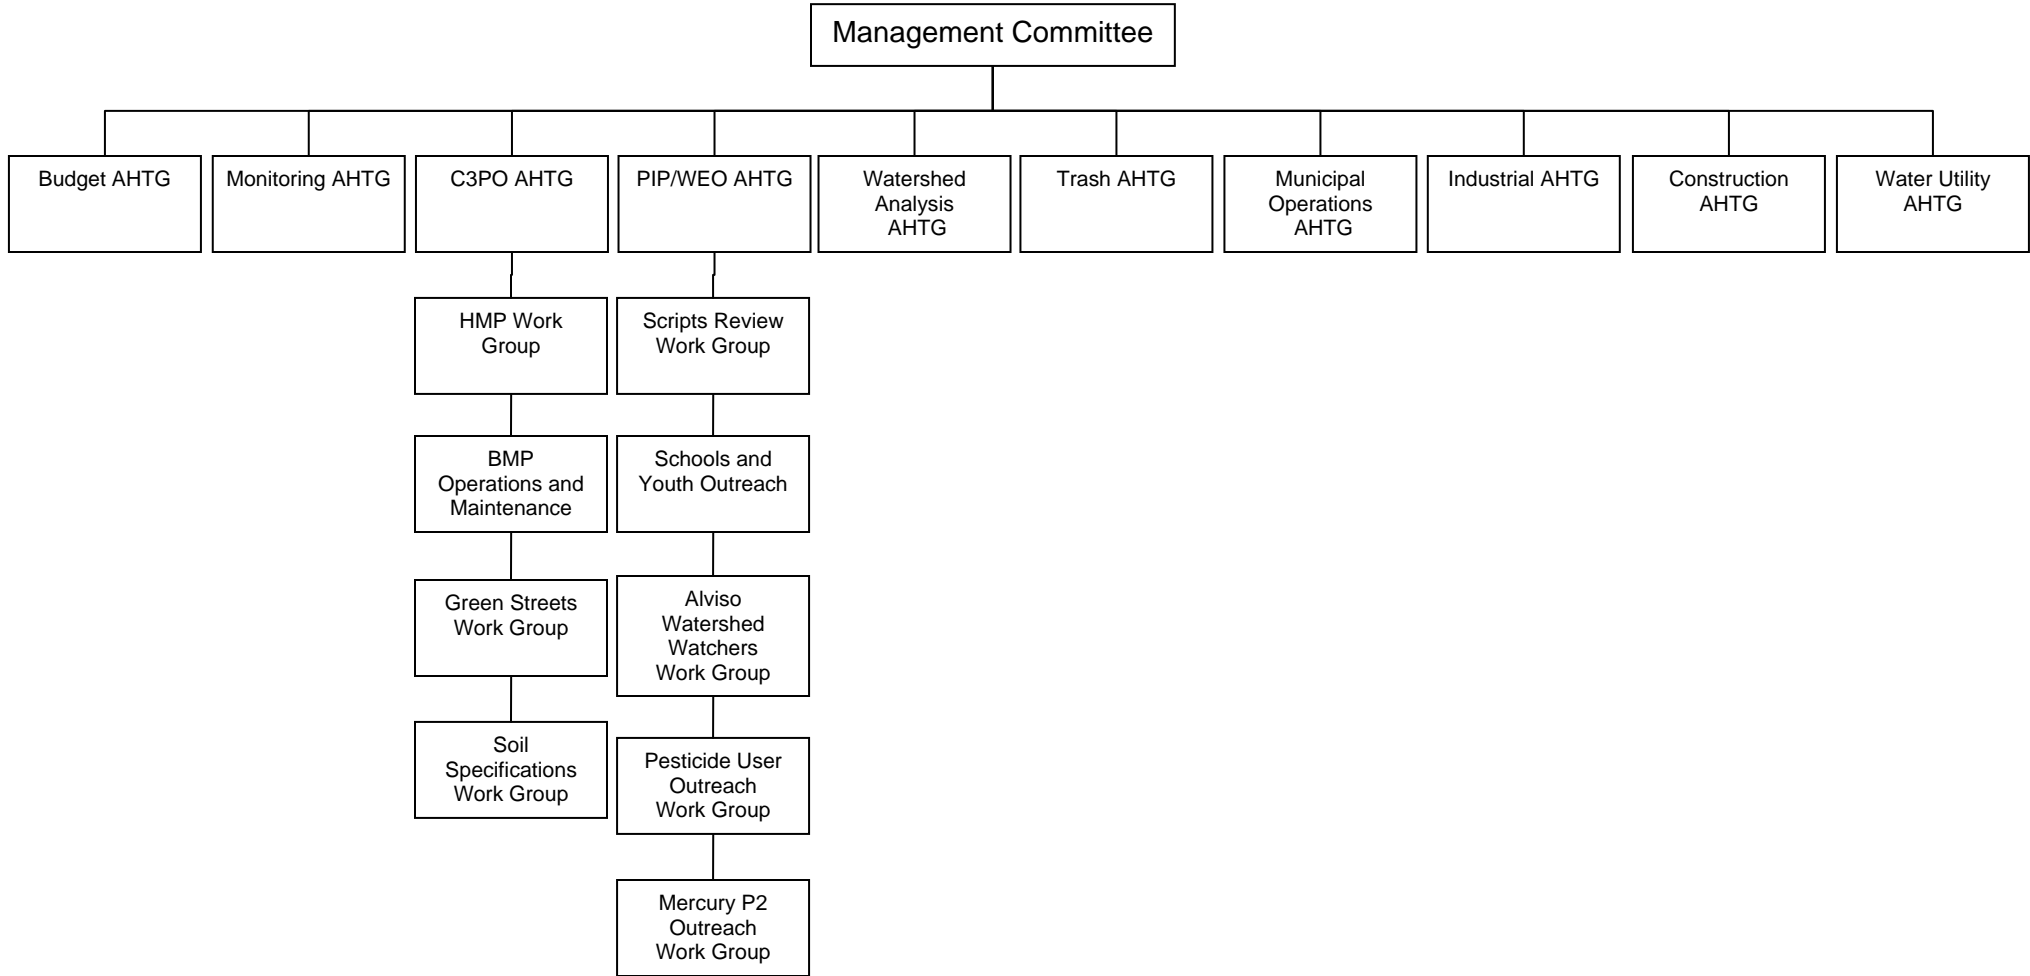 Management Committee
Budget AHTG
Monitoring AHTG
C3PO AHTG
PIP/WEO AHTG
Watershed
Analysis
AHTG
Trash AHTG
Municipal
Operations
AHTG
Industrial AHTG
Construction
AHTG
Water Utility
AHTG
HMP Work
Group
BMP
Operations and
Maintenance
Green Streets
Work Group
Soil
Specifications
Work Group
Scripts Review
Work Group
Schools and
Youth Outreach
Alviso
Watershed
Watchers
Work Group
Pesticide User
Outreach
Work Group
Mercury P2
Outreach
Work Group